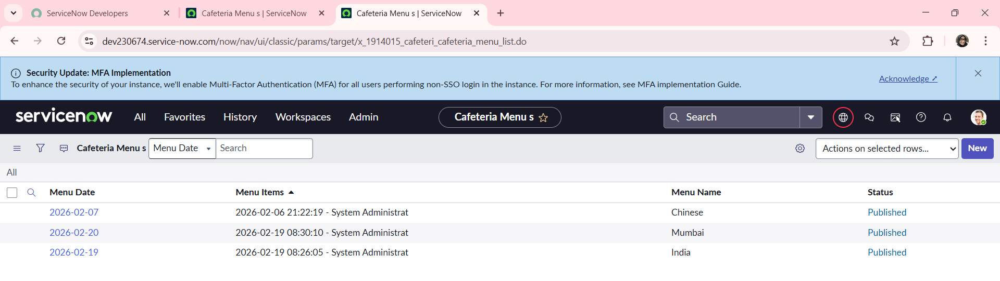 ServiceNow Developers
Cafeteria Menu s | ServiceNow
Cafeteria Menu s | ServiceNow
dev230674.service-now.com/now/nav/ui/classic/params/target/x_1914015_cafeteri_cafeteria_menu_list.do
Security Update: MFA Implementation
To enhance the security of your instance, we'll enable Multi-Factor Authentication (MFA) for all users performing non-SSO login in the instance. For more information, see MFA implementation Guide.
Acknowledge
servicenow
All Favorites History Workspaces Admin
Cafeteria Menu s
Search
Cafeteria Menu s Menu Date Search
Actions on selected rows... New
All
Menu Date Menu Items Menu Name Status
2026-02-07 2026-02-06 21:22:19 - System Administrat Chinese Published
2026-02-20 2026-02-19 08:30:10 - System Administrat Mumbai Published
2026-02-19 2026-02-19 08:26:05 - System Administrat India Published